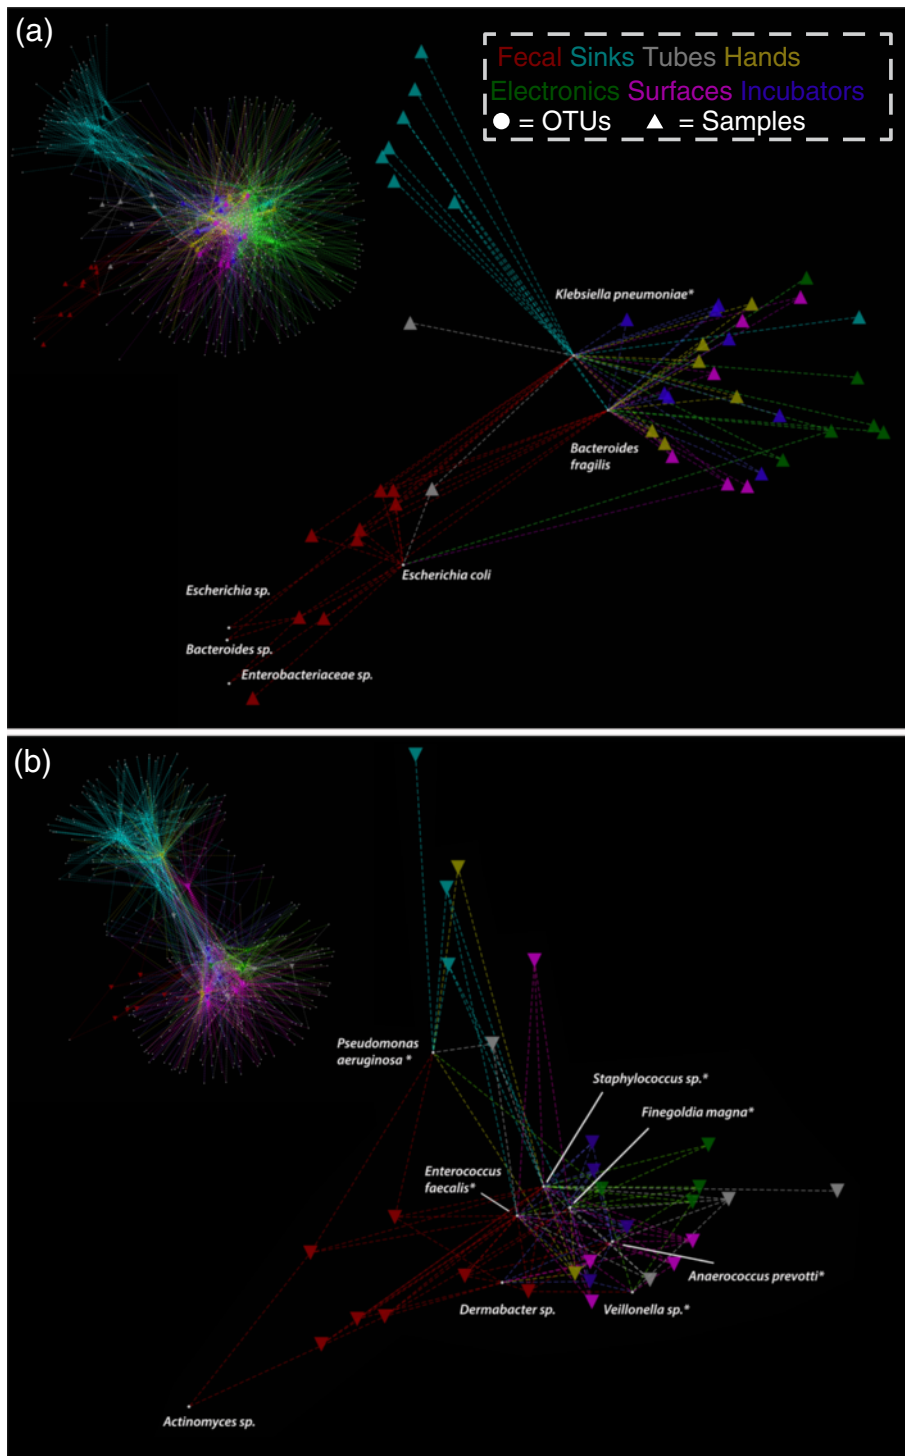 (a)
Fecal Sinks Tubes Hands
Electronics Surfaces Incubators
= OTUs = Samples
Klebsiella pneumoniae*
Bacteroides
fragilis
Escherichia coli
Escherichia sp.
Bacteroides sp.
Enterobacteriaceae sp.
(b)
Pseudomonas
aeruginosa *
Staphylococcus sp.*
Finegoldia magna*
Enterococcus
faecalis*
Anaerococcus prevotti*
Dermabacter sp.
Veillonella sp.*
Actinomyces sp.